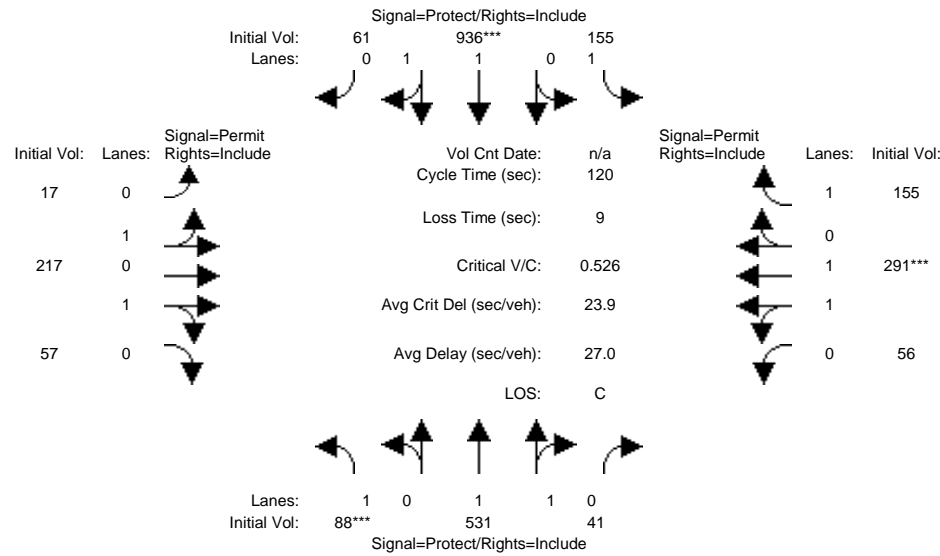 Signal=Protect/Rights=Include
Initial Vol: 61 936*** 155
Lanes: 0 1 1 0 1
Signal=Permit Signal=Permit
Initial Vol: Lanes: Rights=Include Vol Cnt Date: n/a Rights=Include Lanes: Initial Vol:
Cycle Time (sec): 120
17 0 1 155
Loss Time (sec): 9
1 0
217 0 Critical V/C: 0.526 1 291***
1 Avg Crit Del (sec/veh): 23.9 1
57 0 Avg Delay (sec/veh): 27.0 0 56
LOS: C
Lanes: 1 0 1 1 0
Initial Vol: 88*** 531 41
Signal=Protect/Rights=Include